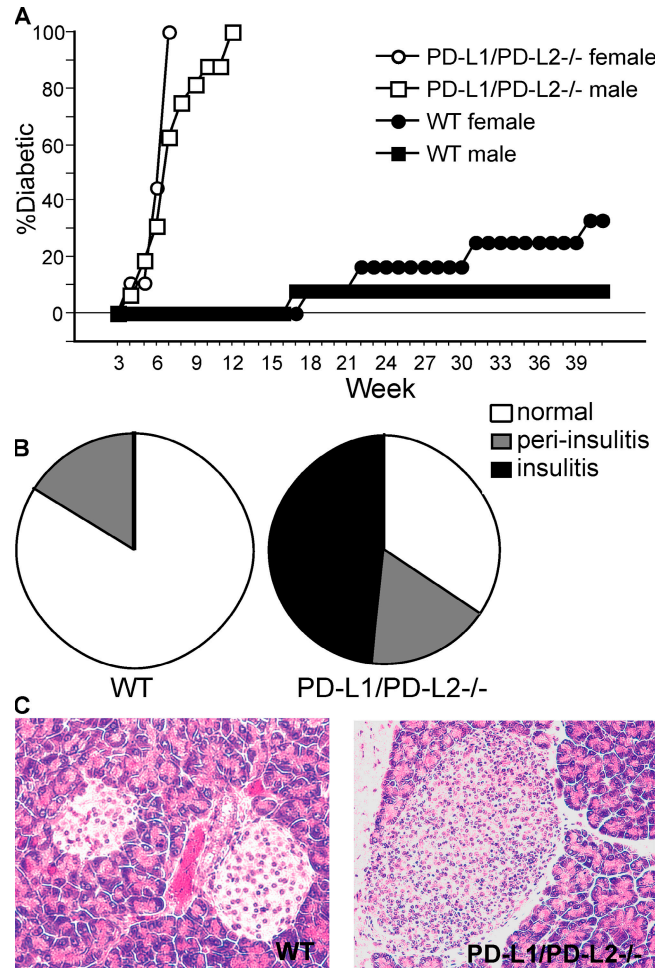 A
100
80
60
40
20
0
%Diabetic
PD-L1/PD-L2-/- female
PD-L1/PD-L2-/- male
WT female
WT male
3 6 9 12 15 18 21 24 27 30 33 36 39
Week
B
normal
peri-insulitis
insulitis
WT
PD-L1/PD-L2-/-
C
WT
PD-L1/PD-L2-/-